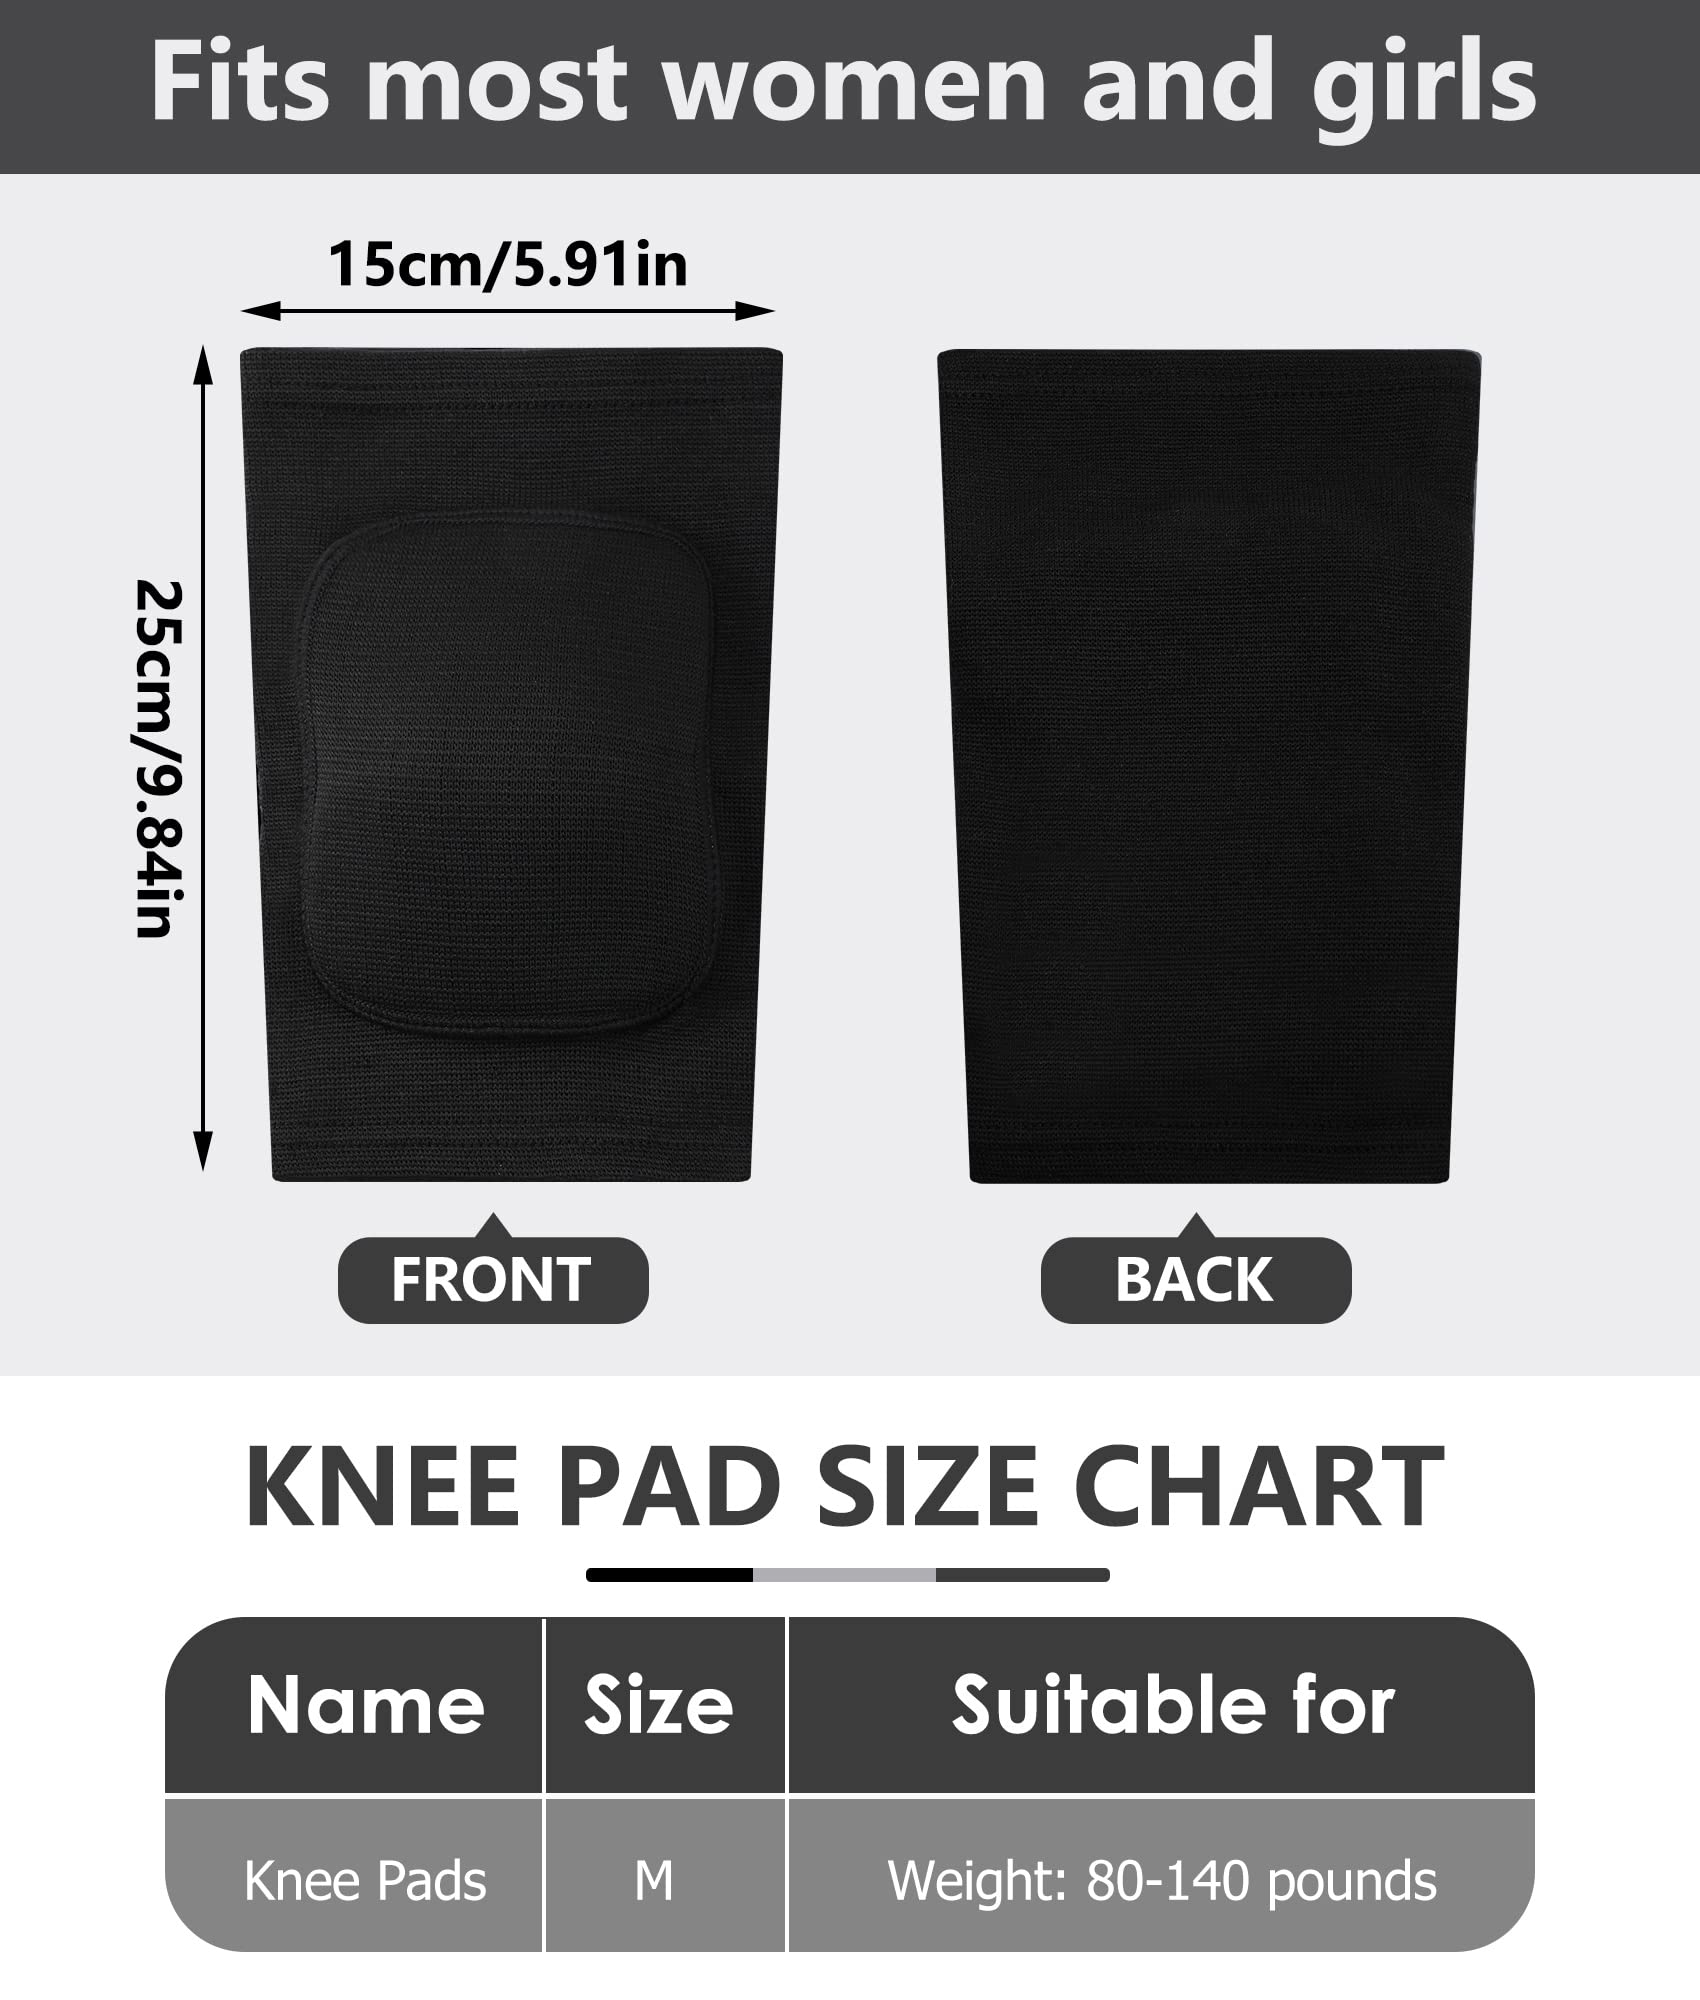 Fits most women and girls
15cm/5.91in
25cm/9.84in
FRONT
BACK
KNEE PAD SIZE CHART
Name Size Suitable for
Knee Pads M Weight: 80-140 pounds